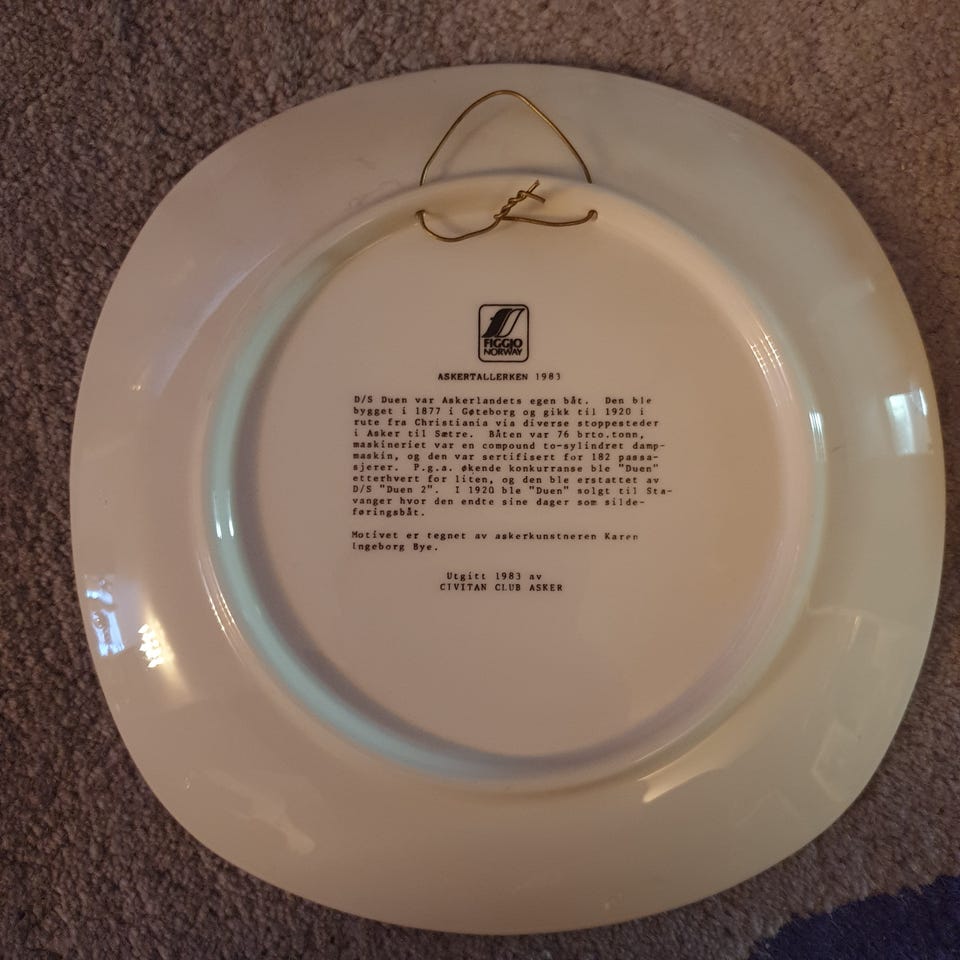 FIGGJO
NORWAY
ASKERTALLERKEN 1983
D/S Duen var Askerlandets egen båt. Den ble
bygget i 1877 i Gøteborg og gikk til 1920 i
rute fra Christiania via diverse stoppesteder
i Asker til Sætre. Båten var 76 brto.tonn,
maskineriet var en compound to-sylindret damp-
maskin, og den var sertifisert for 182 passa-
sjerer. P.g.a. økende konkurranse ble "Duen"
etterhvert for liten, og den ble erstattet av
D/S "Duen 2". I 1920 ble "Duen" solgt til Sta-
vanger hvor den endte sine dager som silde-
føringsbåt.
Motivet er tegnet av askerkunstneren Karen
Ingeborg Bye.
Utgitt 1983 av
CIVITAN CLUB ASKER